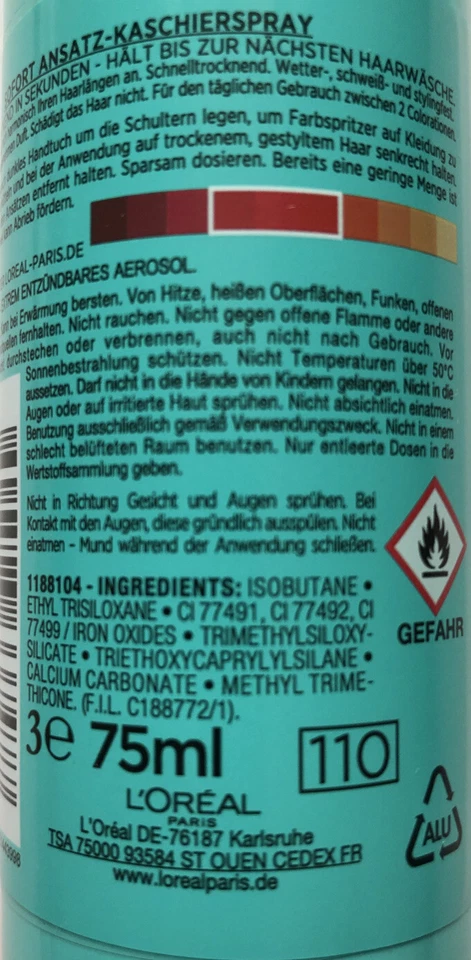 SOFORT ANSATZ-KASCHIERSPRAY
IN SEKUNDEN - HÄLT BIS ZUR NÄCHSTEN HAARWÄSCHE.
Ihren Haarlängen an. Schnelltrocknend. Wetter-, schweiß- und stylingfest.
Duft. Schädigt das Haar nicht. Für den täglichen Gebrauch zwischen 2 Colorationen.
dunkles Handtuch um die Schultern legen, um Farbspritzer auf Kleidung zu
und bei der Anwendung auf trockenem, gestyltem Haar senkrecht halten.
Ansätzen entfernt halten. Sparsam dosieren. Bereits eine geringe Menge ist
Abrieb fördern.
LOREAL-PARIS.DE
EXTREM ENTZÜNDBARES AEROSOL.
bei Erwärmung bersten. Von Hitze, heißen Oberflächen, Funken, offenen
fernhalten. Nicht rauchen. Nicht gegen offene Flamme oder andere
durchstechen oder verbrennen, auch nicht nach Gebrauch. Vor
Sonnenbestrahlung schützen. Nicht Temperaturen über 50°C
aussetzen. Darf nicht in die Hände von Kindern gelangen. Nicht in die
Augen oder auf irritierte Haut sprühen. Nicht absichtlich einatmen.
Benutzung ausschließlich gemäß Verwendungszweck. Nicht in einem
schlecht belüfteten Raum benutzen. Nur entleerte Dosen in die
Wertstoffsammlung geben.
Nicht in Richtung Gesicht und Augen sprühen. Bei
Kontakt mit den Augen, diese gründlich ausspülen. Nicht
einatmen - Mund während der Anwendung schließen.
1188104 - INGREDIENTS: ISOBUTANE •
ETHYL TRISILOXANE • CI 77491, CI 77492, CI
77499 / IRON OXIDES • TRIMETHYLSILOXY-
SILICATE • TRIETHOXYCAPRYLYLSILANE •
CALCIUM CARBONATE • METHYL TRIME-
THICONE. (F.I.L. C188772/1).
GEFAHR
3e 75ml
110
L'ORÉAL
PARIS
L'Oréal DE-76187 Karlsruhe
TSA 75000 93584 ST OUEN CEDEX FR
www.lorealparis.de
ALU